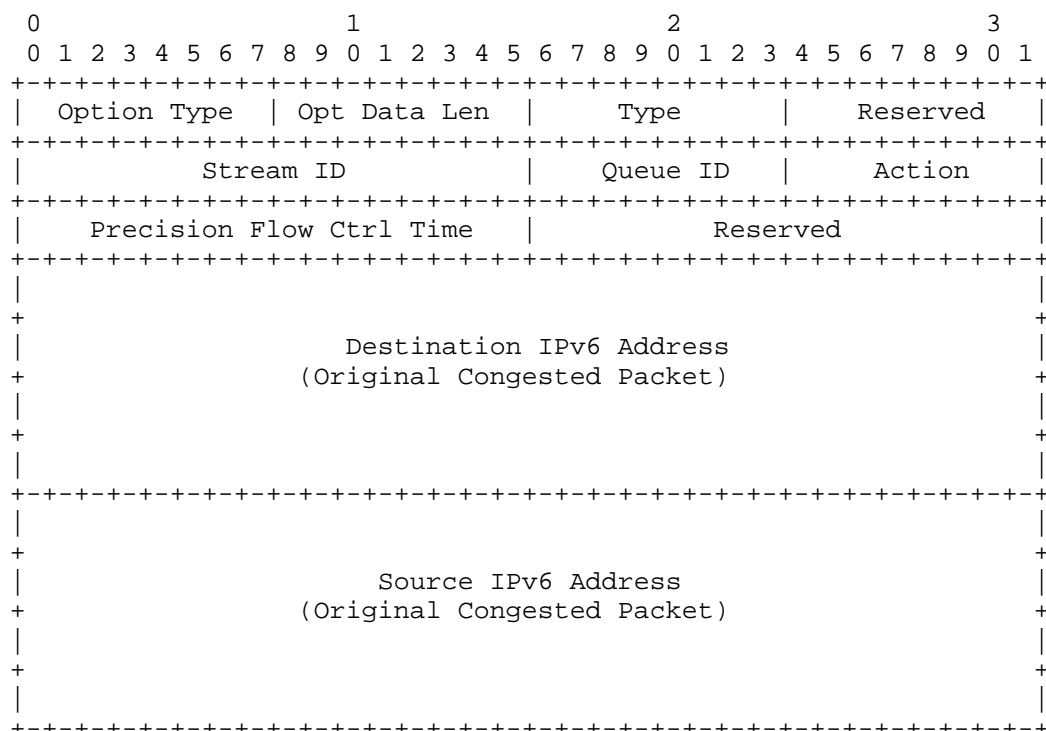 0                   1                   2                   3
 0 1 2 3 4 5 6 7 8 9 0 1 2 3 4 5 6 7 8 9 0 1 2 3 4 5 6 7 8 9 0 1
+-+-+-+-+-+-+-+-+-+-+-+-+-+-+-+-+-+-+-+-+-+-+-+-+-+-+-+-+-+-+-+-+
|  Option Type  | Opt Data Len  |     Type      |    Reserved   |
+-+-+-+-+-+-+-+-+-+-+-+-+-+-+-+-+-+-+-+-+-+-+-+-+-+-+-+-+-+-+-+-+
|           Stream ID           |    Queue ID   |     Action    |
+-+-+-+-+-+-+-+-+-+-+-+-+-+-+-+-+-+-+-+-+-+-+-+-+-+-+-+-+-+-+-+-+
|    Precision Flow Ctrl Time   |           Reserved            |
+-+-+-+-+-+-+-+-+-+-+-+-+-+-+-+-+-+-+-+-+-+-+-+-+-+-+-+-+-+-+-+-+
|                                                               |
+                                                               +
|                    Destination IPv6 Address                   |
+                 (Original Congested Packet)                   +
|                                                               |
+                                                               +
|                                                               |
+-+-+-+-+-+-+-+-+-+-+-+-+-+-+-+-+-+-+-+-+-+-+-+-+-+-+-+-+-+-+-+-+
|                                                               |
+                                                               +
|                      Source IPv6 Address                      |
+                 (Original Congested Packet)                   +
|                                                               |
+                                                               +
|                                                               |
+-+-+-+-+-+-+-+-+-+-+-+-+-+-+-+-+-+-+-+-+-+-+-+-+-+-+-+-+-+-+-+-+